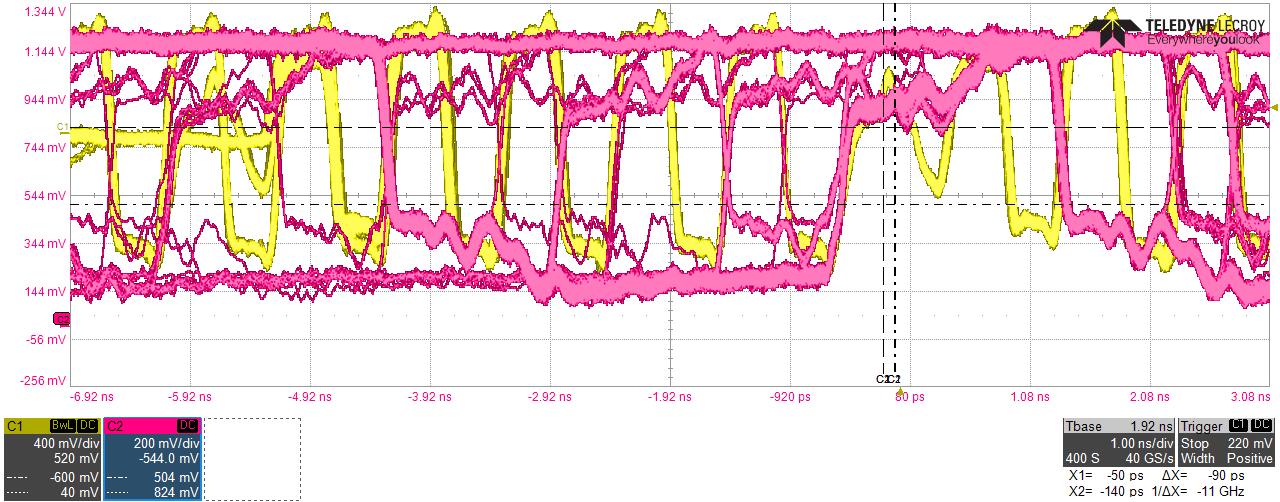 1.344 V
TELEDYNE LECROY
Everywhereyoulook
1.144 V
944 mV
C1
744 mV
544 mV
344 mV
144 mV
C2
-56 mV
-256 mV
-6.92 ns -5.92 ns -4.92 ns -3.92 ns -2.92 ns -1.92 ns -920 ps 80 ps 1.08 ns 2.08 ns 3.08 ns
C1 BwL DC C2 DC
400 mV/div 200 mV/div
520 mV -544.0 mV
-600 mV 504 mV
40 mV 824 mV
Tbase 1.92 ns Trigger C1 DC
1.00 ns/div Stop 220 mV
400 S 40 GS/s Width Positive
X1= -50 ps ΔX= -90 ps
X2= -140 ps 1/ΔX= -11 GHz